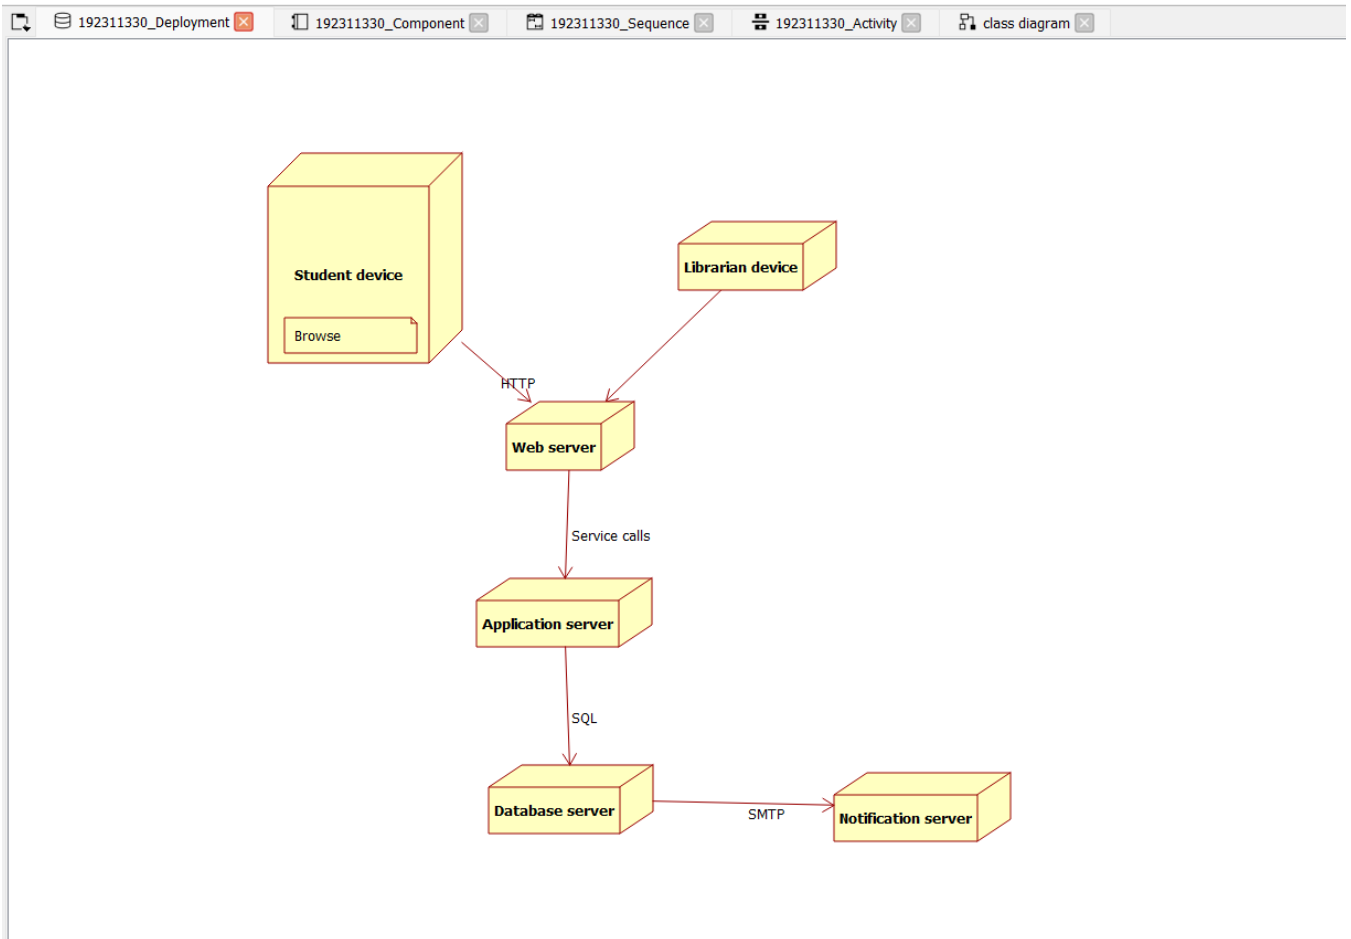 192311330_Deployment
192311330_Component
192311330_Sequence
192311330_Activity
class diagram
Student device
Browse
Librarian device
HTTP
Web server
Service calls
Application server
SQL
Database server
SMTP
Notification server